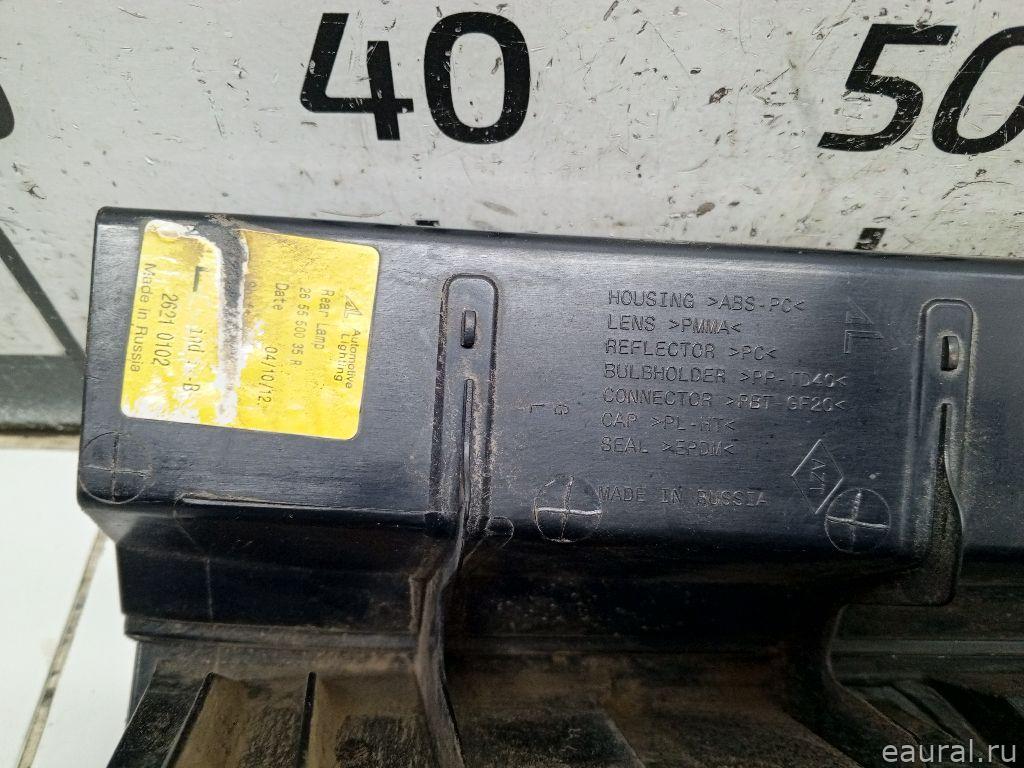 40
50
Automotive
Lighting
Rear Lamp
26 55 500 35 R
Date 04/10/12
L
ind
-B
2621 0102
Made in Russia
HOUSING >ABS-PC<
LENS >PMMA<
REFLECTOR >PC<
BULBHOLDER >PP-TD40<
CONNECTOR >PBT-GF20<
CAP >PL-HT<
SEAL >EPDM<
MADE IN RUSSIA
AZL
eaural.ru